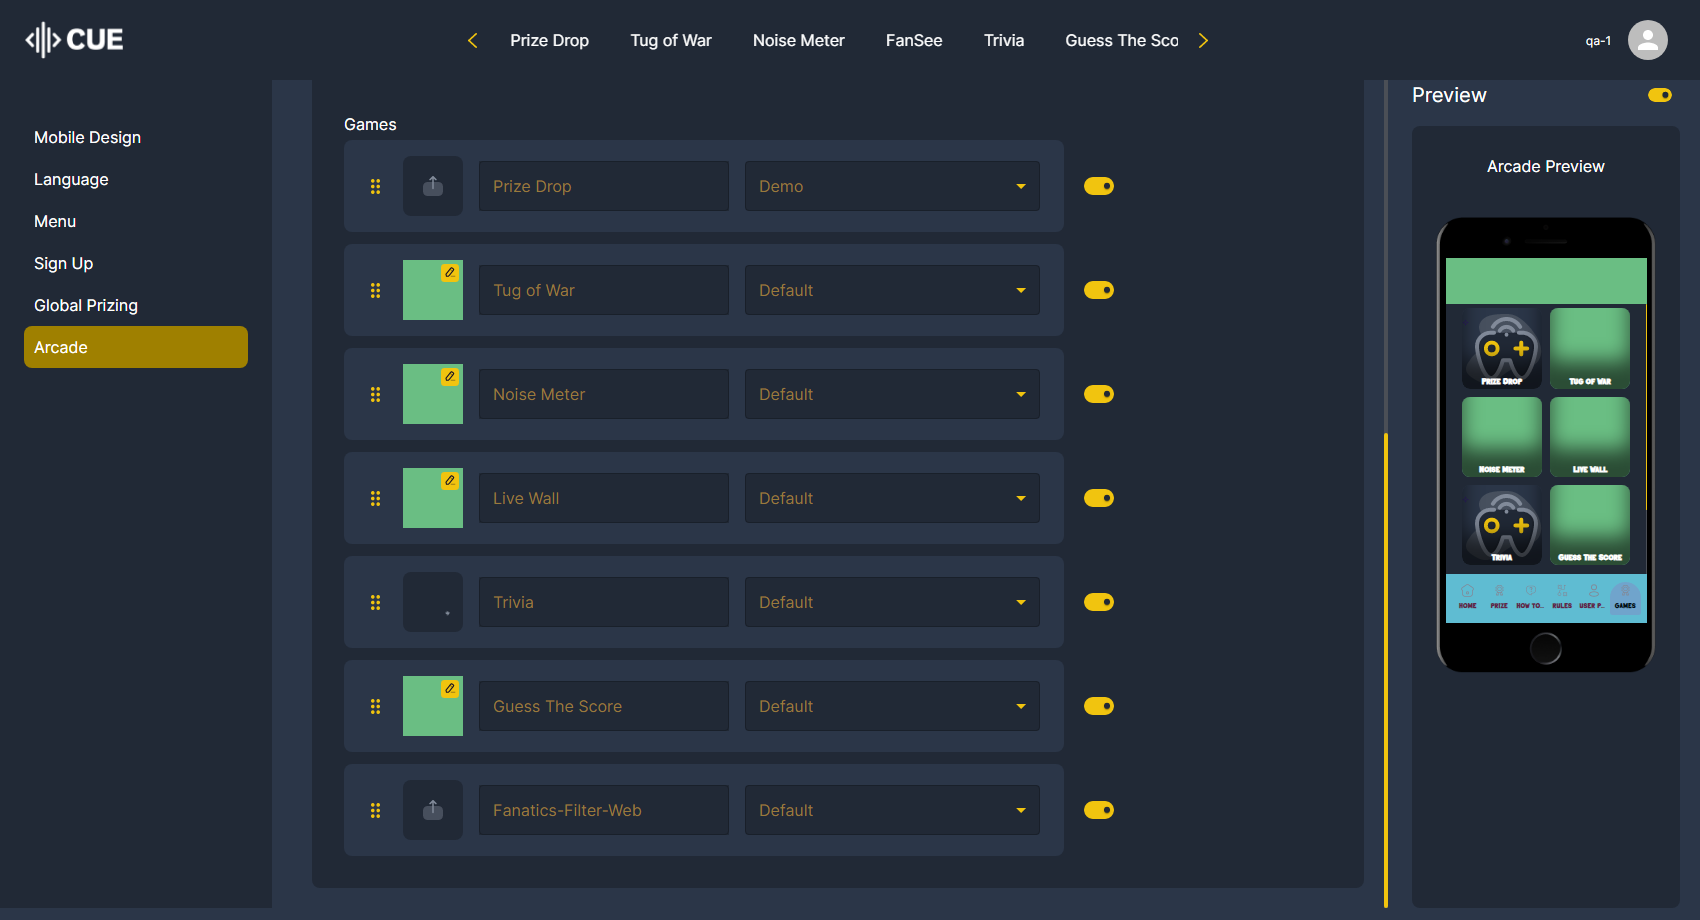 CUE
Prize Drop
Tug of War
Noise Meter
FanSee
Trivia
Guess The Sco
qa-1
Mobile Design
Language
Menu
Sign Up
Global Prizing
Arcade
Games
Prize Drop
Demo
Tug of War
Default
Noise Meter
Default
Live Wall
Default
Trivia
Default
Guess The Score
Default
Fanatics-Filter-Web
Default
Preview
Arcade Preview
Prize Drop
Tug of War
Noise Meter
Live Wall
Trivia
Guess The Score
HOME
PRIZE
HOW TO..
RULES
USER P..
GAMES